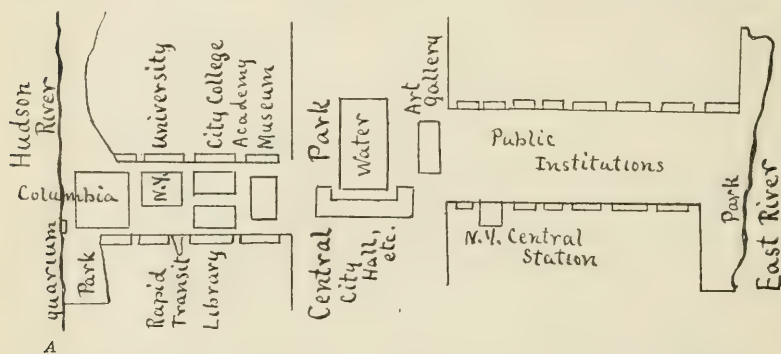 Hudson
River
University
City College
Academy
Museum
Columbia
N.Y.
quarium
Park
Rapid
Transit
Library
Central Park
Water
City
Hall,
etc.
Art
gallery
Public
Institutions
N.Y. Central
Station
Park
East River
A